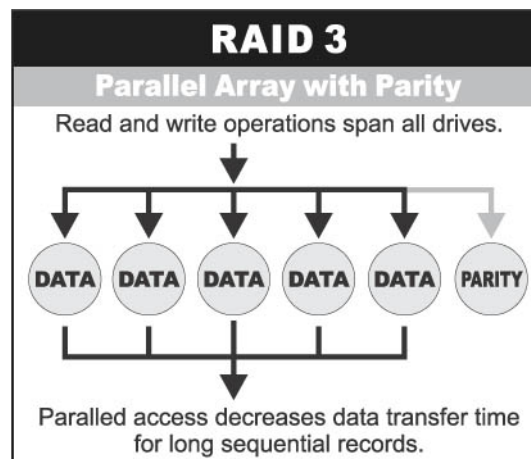 RAID 3
Parallel Array with Parity
Read and write operations span all drives.
DATA DATA DATA DATA DATA PARITY
Paralled access decreases data transfer time
for long sequential records.